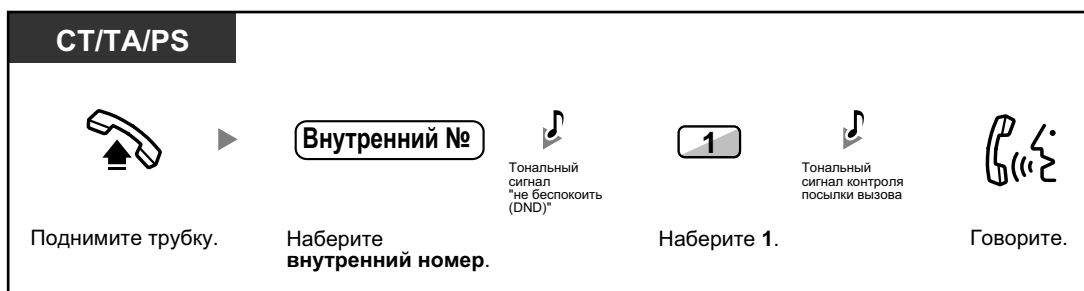 CT/TA/PS
Внутренний №
Тональный
сигнал
"не беспокоить
(DND)"
1
Тональный
сигнал контроля
посылки вызова
Поднимите трубку.
Наберите
внутренний номер.
Наберите 1.
Говорите.